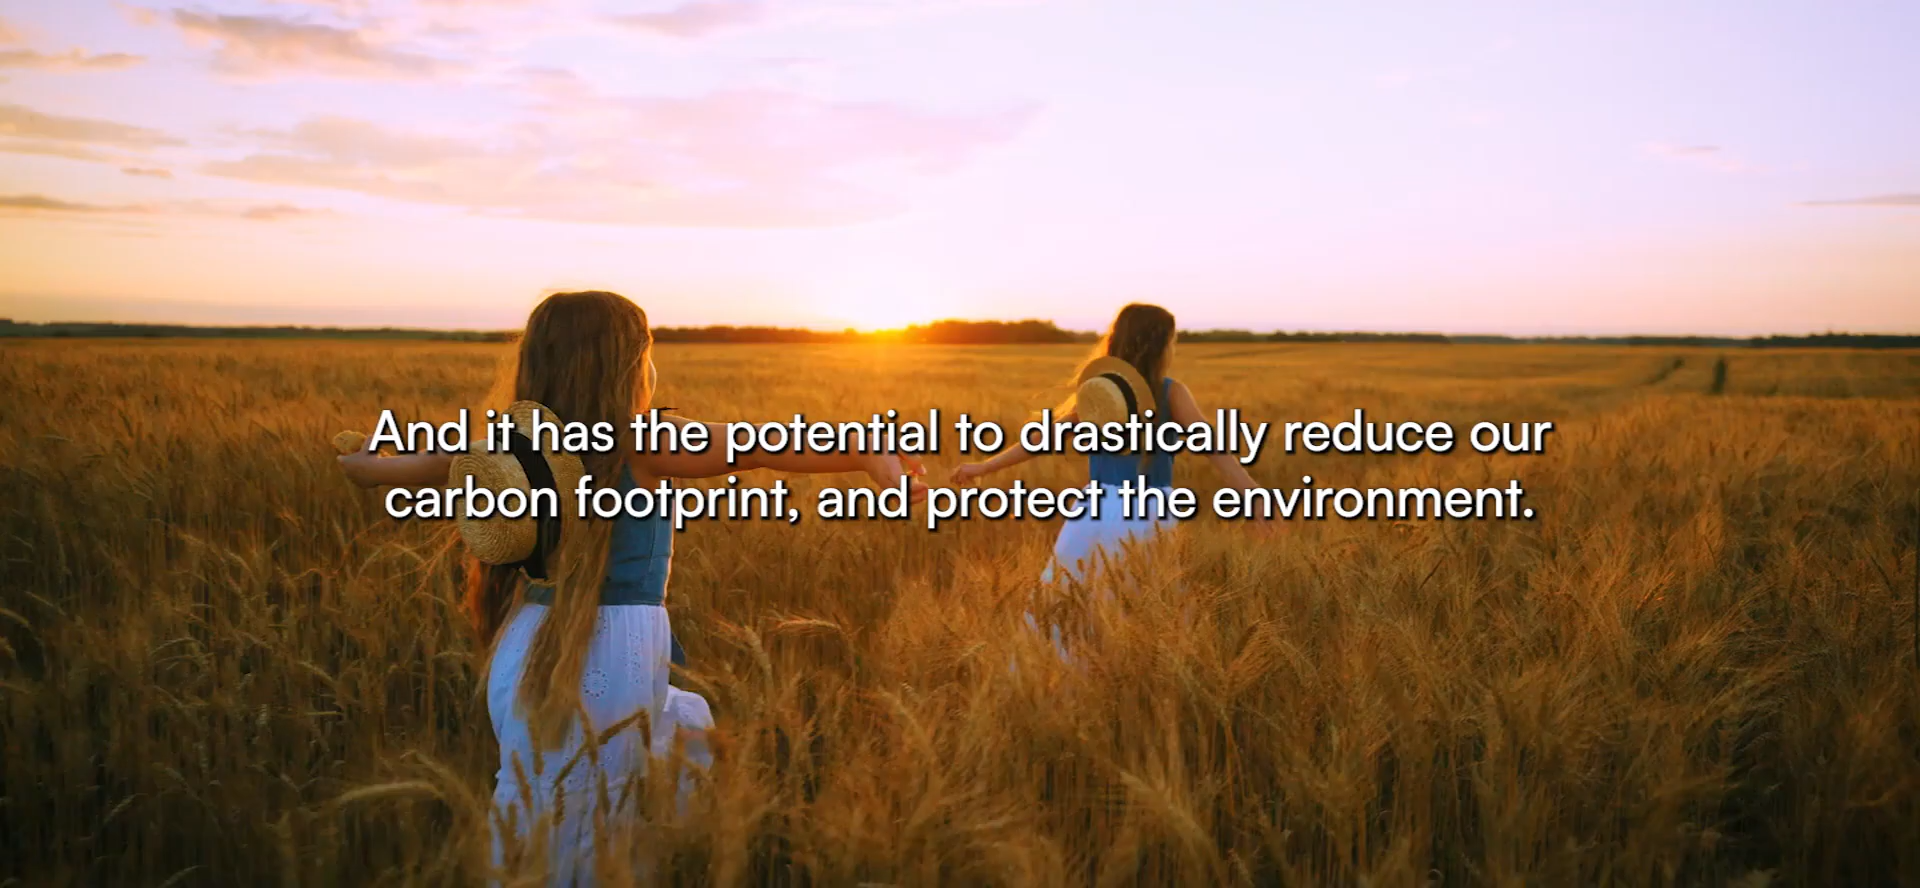 And it has the potential to drastically reduce our
carbon footprint, and protect the environment.